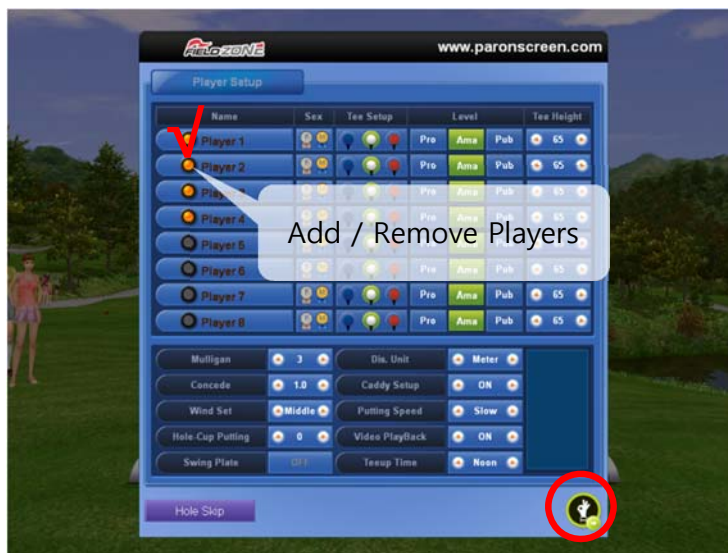 FIELDZONE www.paronscreen.com
Player Setup
Name Sex Tee Setup Level Tee Height
Player 1 Pro Ama Pub 65
Player 2 Pro Ama Pub 65
Player 3
Player 4
Add / Remove Players
Player 5
Player 6
Player 7 Pro Ama Pub 65
Player 8 Pro Ama Pub 65
Mulligan 3 Dis. Unit Meter
Concede 1.0 Caddy Setup ON
Wind Set Middle Putting Speed Slow
Hole-Cup Putting 0 Video PlayBack ON
Swing Plate OFF Teeup Time Noon
Hole Skip